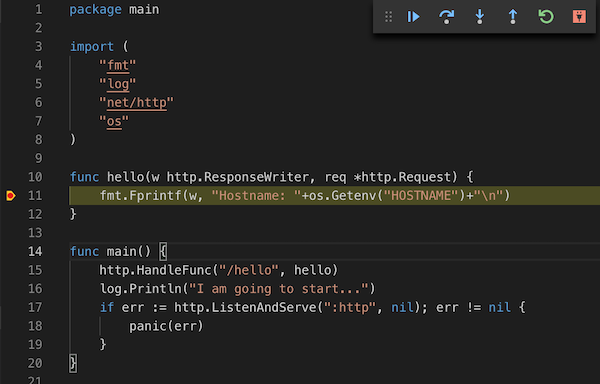 1 package main
2
3 import (
4     "fmt"
5     "log"
6     "net/http"
7     "os"
8 )
9
10 func hello(w http.ResponseWriter, req *http.Request) {
11     fmt.Fprintf(w, "Hostname: "+os.Getenv("HOSTNAME")+"\n")
12 }
13
14 func main() {
15     http.HandleFunc("/hello", hello)
16     log.Println("I am going to start...")
17     if err := http.ListenAndServe(":http", nil); err != nil {
18         panic(err)
19     }
20 }
21